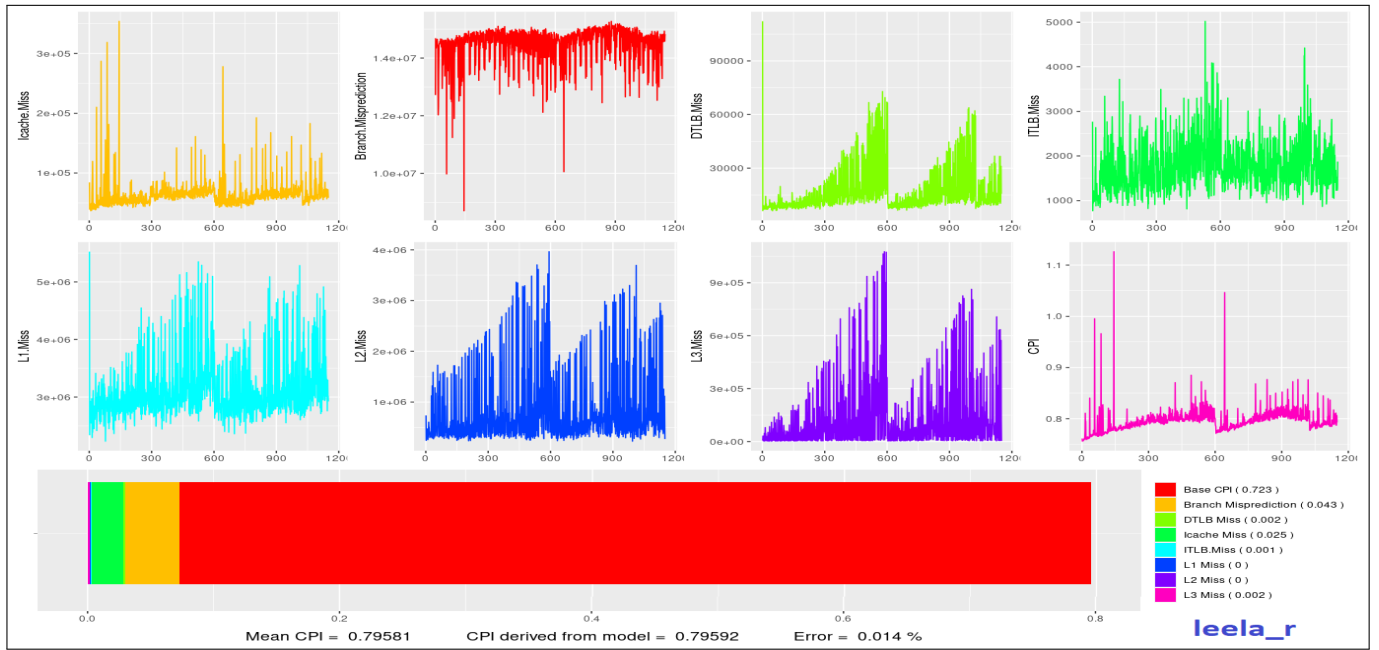 Icache.Miss
3e+05
2e+05
1e+05
0 300 600 900 120
Branch.Misprediction
1.4e+07
1.2e+07
1.0e+07
0 300 600 900 1200
DTLB.Miss
90000
60000
30000
0 300 600 900 120
ITLB.Miss
5000
4000
3000
2000
1000
0 300 600 900 120
L1.Miss
5e+06
4e+06
3e+06
0 300 600 900 120
L2.Miss
4e+06
3e+06
2e+06
1e+06
0 300 600 900 120
L3.Miss
9e+05
6e+05
3e+05
0e+00
0 300 600 900 120
CPI
1.1
1.0
0.9
0.8
0 300 600 900 120
0.0 0.2 0.4 0.6 0.8
Base CPI ( 0.723 )
Branch Misprediction ( 0.043 )
DTLB Miss ( 0.002 )
Icache Miss ( 0.025 )
ITLB.Miss ( 0.001 )
L1 Miss ( 0 )
L2 Miss ( 0 )
L3 Miss ( 0.002 )
Mean CPI = 0.79581 CPI derived from model = 0.79592 Error = 0.014 %
leela_r